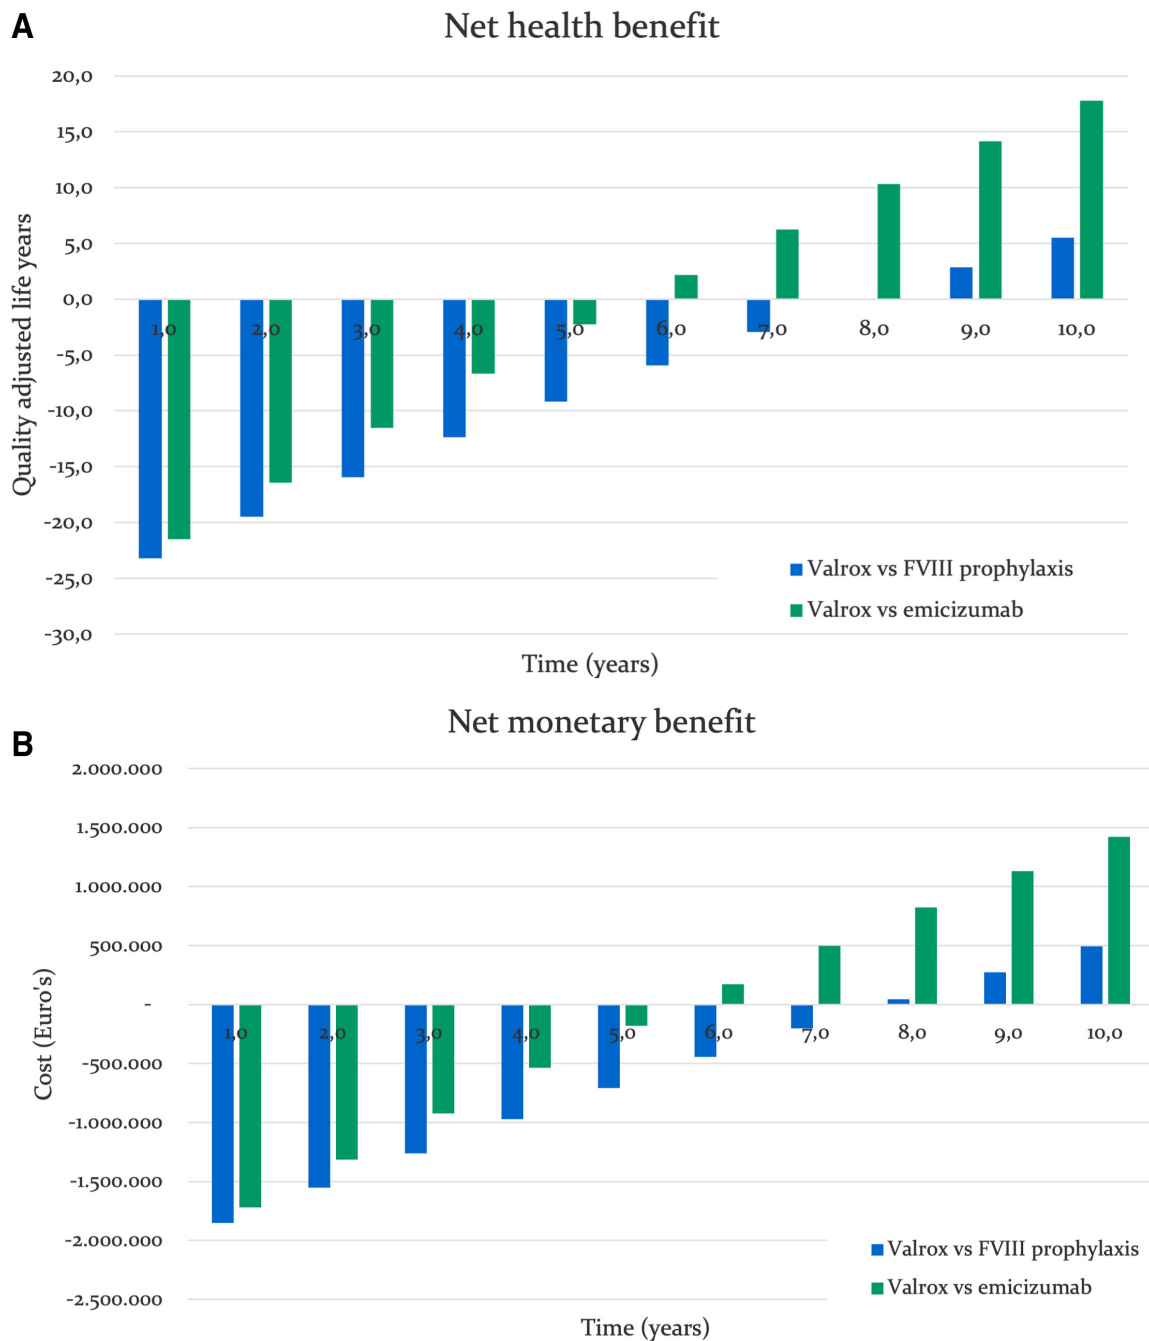 A
Net health benefit
20,0
15,0
10,0
5,0
0,0
-5,0
-10,0
-15,0
-20,0
-25,0
-30,0
Quality adjusted life years
1,0 2,0 3,0 4,0 5,0 6,0 7,0 8,0 9,0 10,0
Valrox vs FVIII prophylaxis
Valrox vs emicizumab
Time (years)
B
Net monetary benefit
2.000.000
1.500.000
1.000.000
500.000
-
-500.000
-1.000.000
-1.500.000
-2.000.000
-2.500.000
Cost (Euro's)
1,0 2,0 3,0 4,0 5,0 6,0 7,0 8,0 9,0 10,0
Valrox vs FVIII prophylaxis
Valrox vs emicizumab
Time (years)